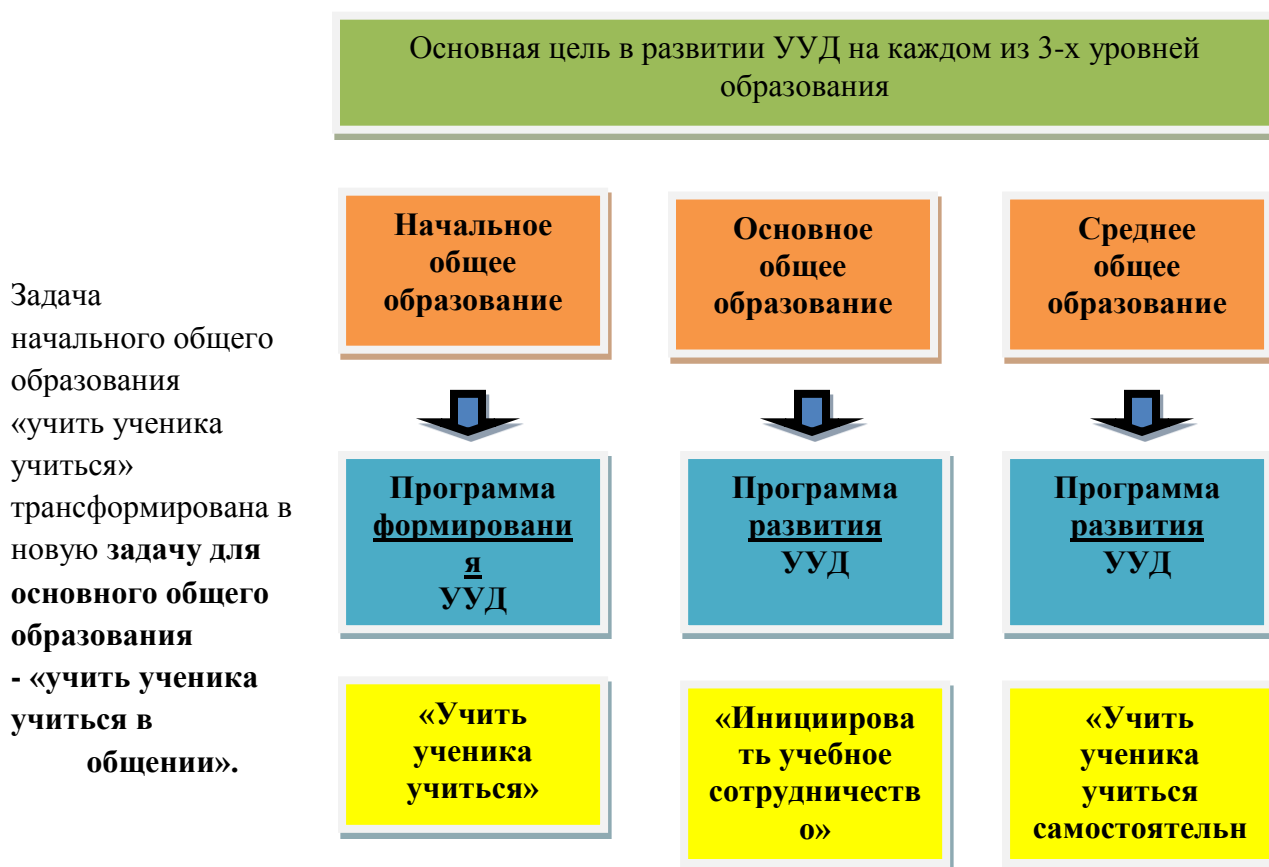 Основная цель в развитии УУД на каждом из 3-х уровней
образования
Начальное
общее
образование
Основное
общее
образование
Среднее
общее
образование
Задача
начального общего
образования
«учить ученика
учиться»
трансформирована в
новую задачу для
основного общего
образования
- «учить ученика
учиться в
общении».
Программа
формировани
я
УУД
Программа
развития
УУД
Программа
развития
УУД
«Учить
ученика
учиться»
«Инициирова
ть учебное
сотрудничеств
о»
«Учить
ученика
учиться
самостоятельн